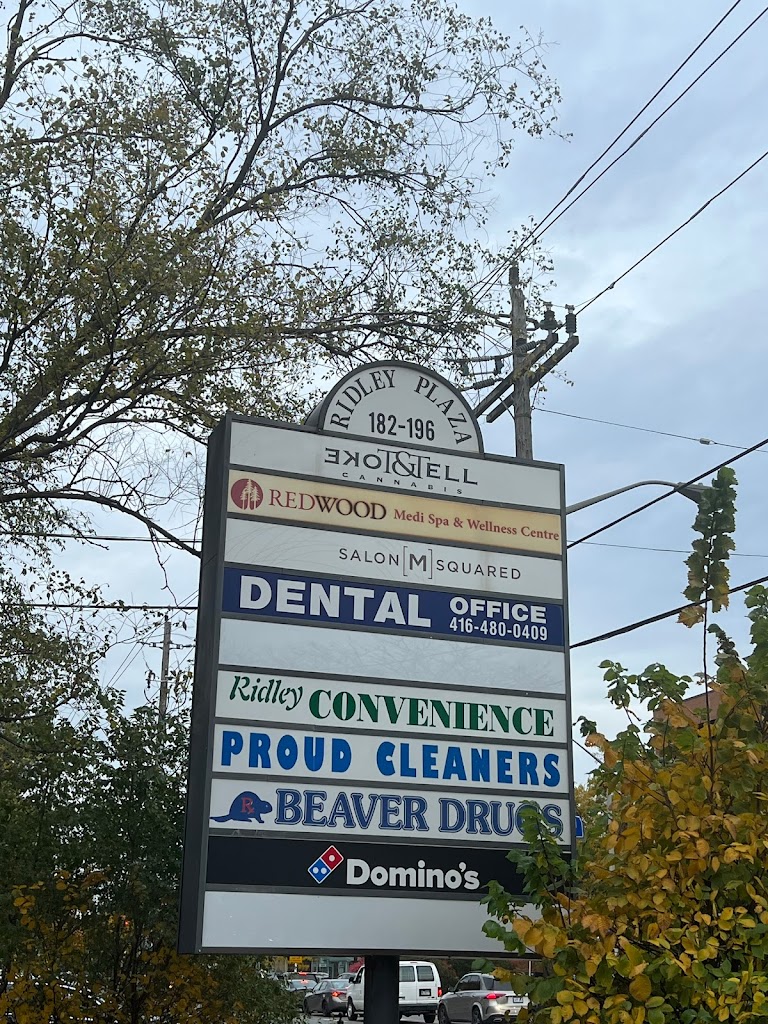 RIDLEY PLAZA
182-196
TOKE T&TELL
CANNABIS
REDWOOD Medi Spa & Wellness Centre
SALON [M] SQUARED
DENTAL OFFICE
416-480-0409
Ridley CONVENIENCE
PROUD CLEANERS
Rx BEAVER DRUGS
Domino's